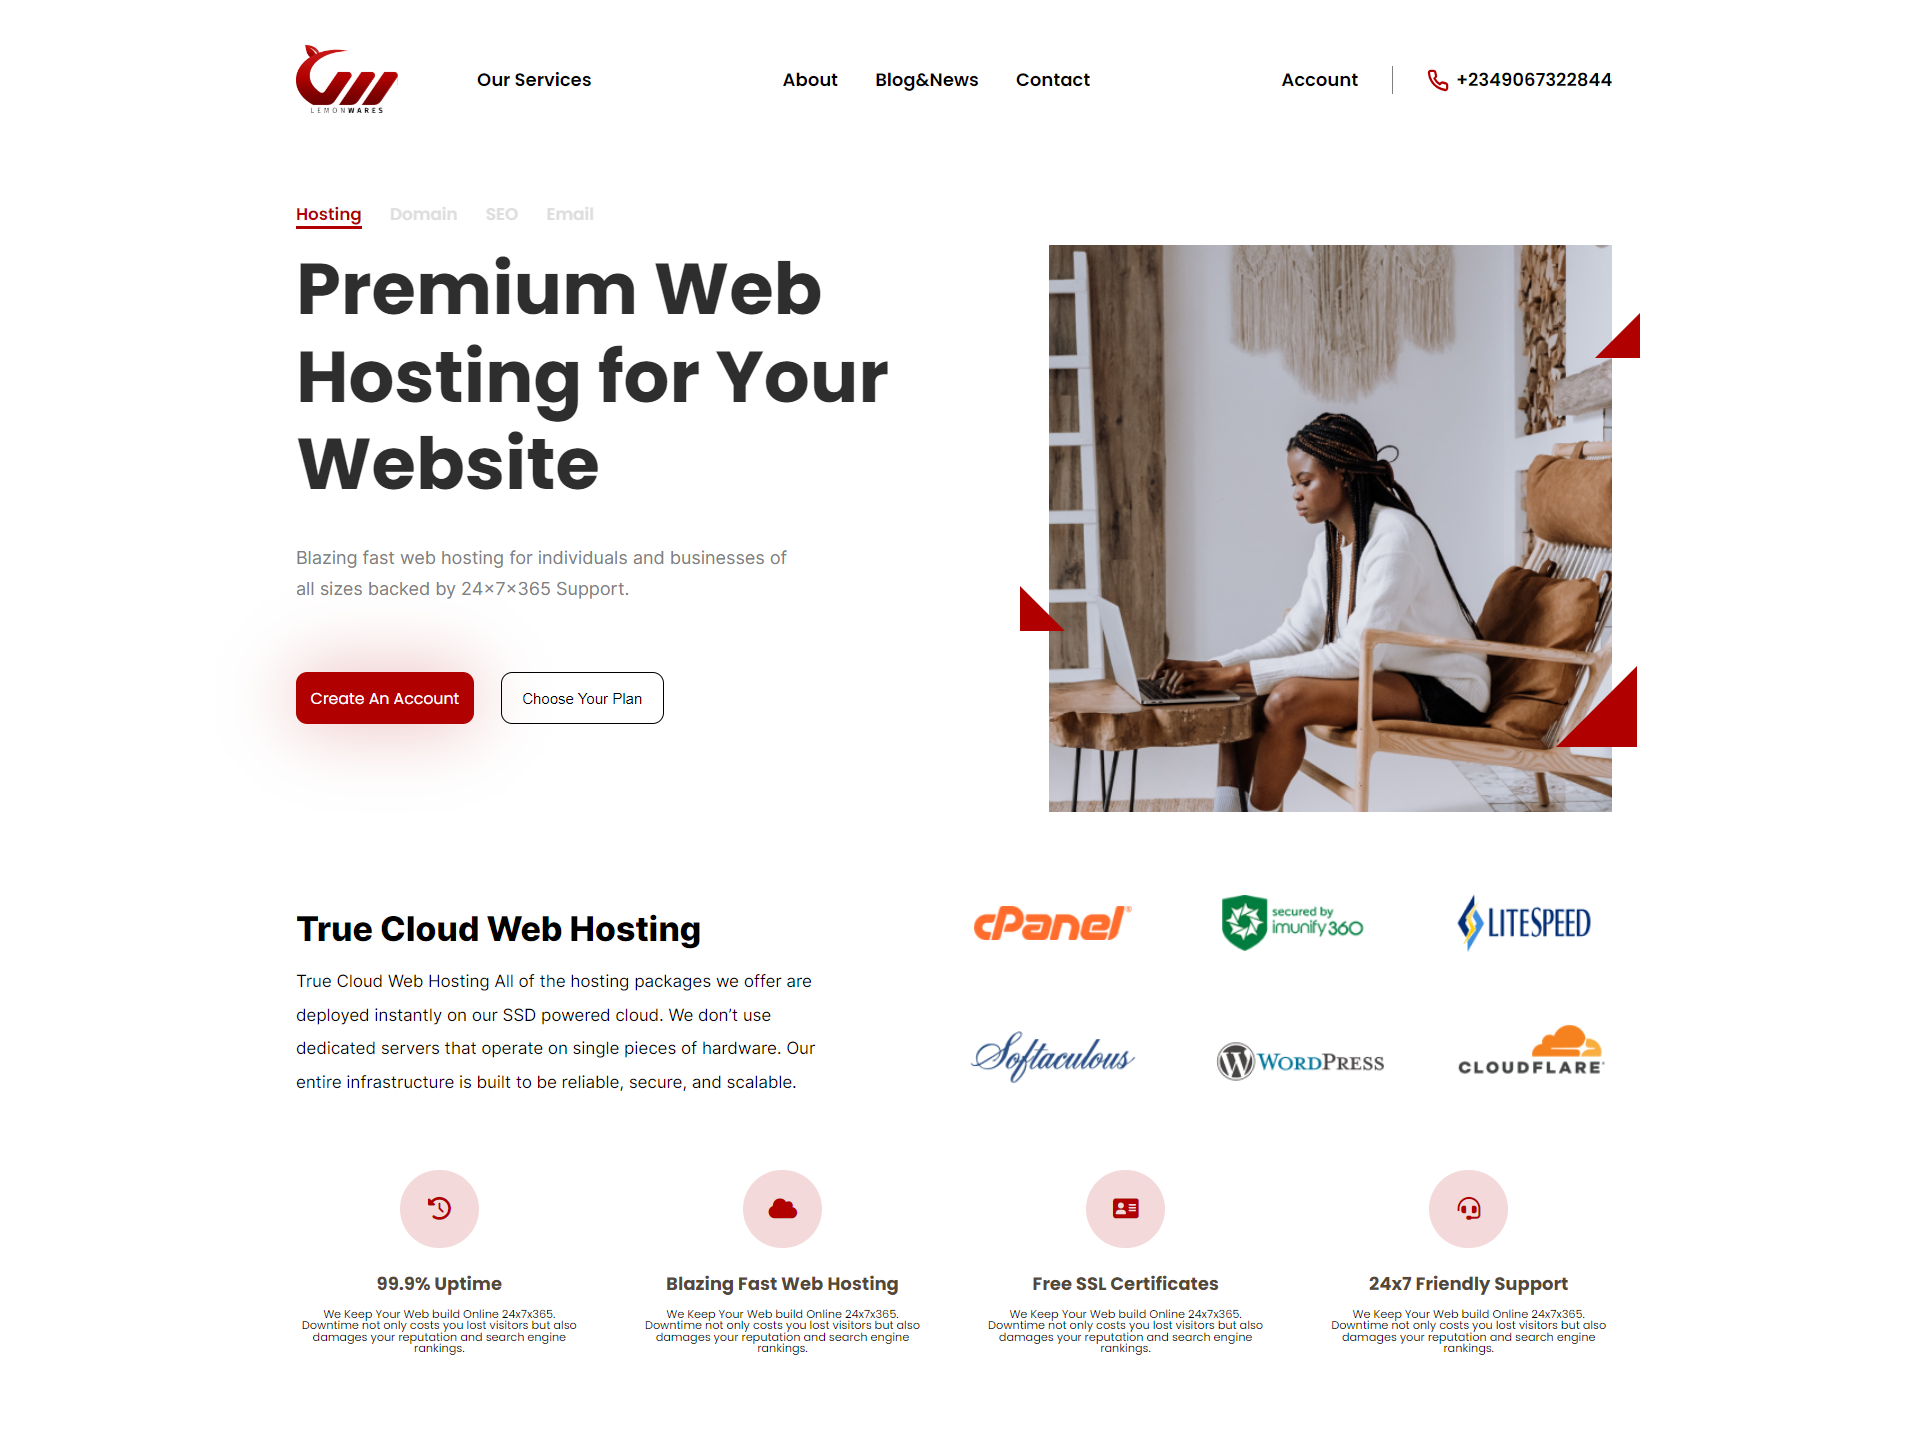 LEMONWARES
Our Services
About
Blog&News
Contact
Account
+2349067322844
Hosting
Domain
SEO
Email
Premium Web
Hosting for Your
Website
Blazing fast web hosting for individuals and businesses of
all sizes backed by 24×7×365 Support.
Create An Account
Choose Your Plan
True Cloud Web Hosting
True Cloud Web Hosting All of the hosting packages we offer are
deployed instantly on our SSD powered cloud. We don’t use
dedicated servers that operate on single pieces of hardware. Our
entire infrastructure is built to be reliable, secure, and scalable.
cPanel®
secured by
imunify360
LITESPEED
Softaculous
WORDPRESS
CLOUDFLARE
99.9% Uptime
We Keep Your Web build Online 24x7x365.
Downtime not only costs you lost visitors but also
damages your reputation and search engine
rankings.
Blazing Fast Web Hosting
We Keep Your Web build Online 24x7x365.
Downtime not only costs you lost visitors but also
damages your reputation and search engine
rankings.
Free SSL Certificates
We Keep Your Web build Online 24x7x365.
Downtime not only costs you lost visitors but also
damages your reputation and search engine
rankings.
24x7 Friendly Support
We Keep Your Web build Online 24x7x365.
Downtime not only costs you lost visitors but also
damages your reputation and search engine
rankings.